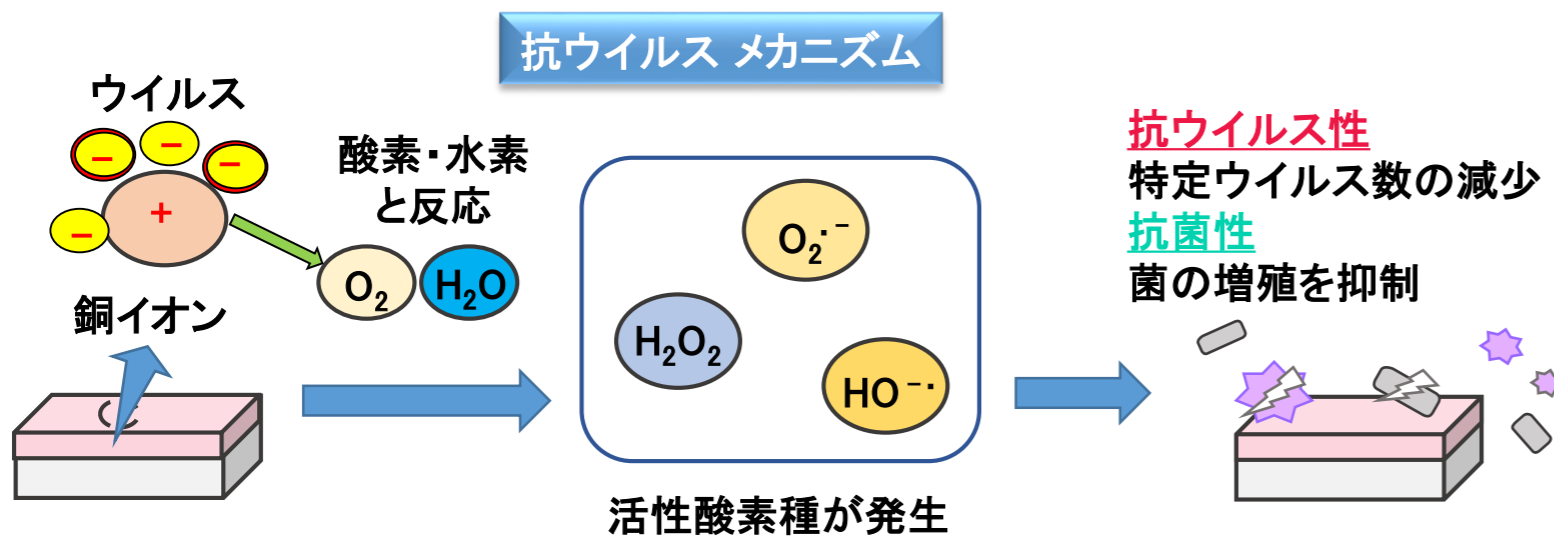 抗ウイルス メカニズム
ウイルス
－
－
－
－
+
酸素・水素
と反応
O₂
H₂O
銅イオン
O₂·⁻
H₂O₂
HO⁻·
活性酸素種が発生
抗ウイルス性
特定ウイルス数の減少
抗菌性
菌の増殖を抑制